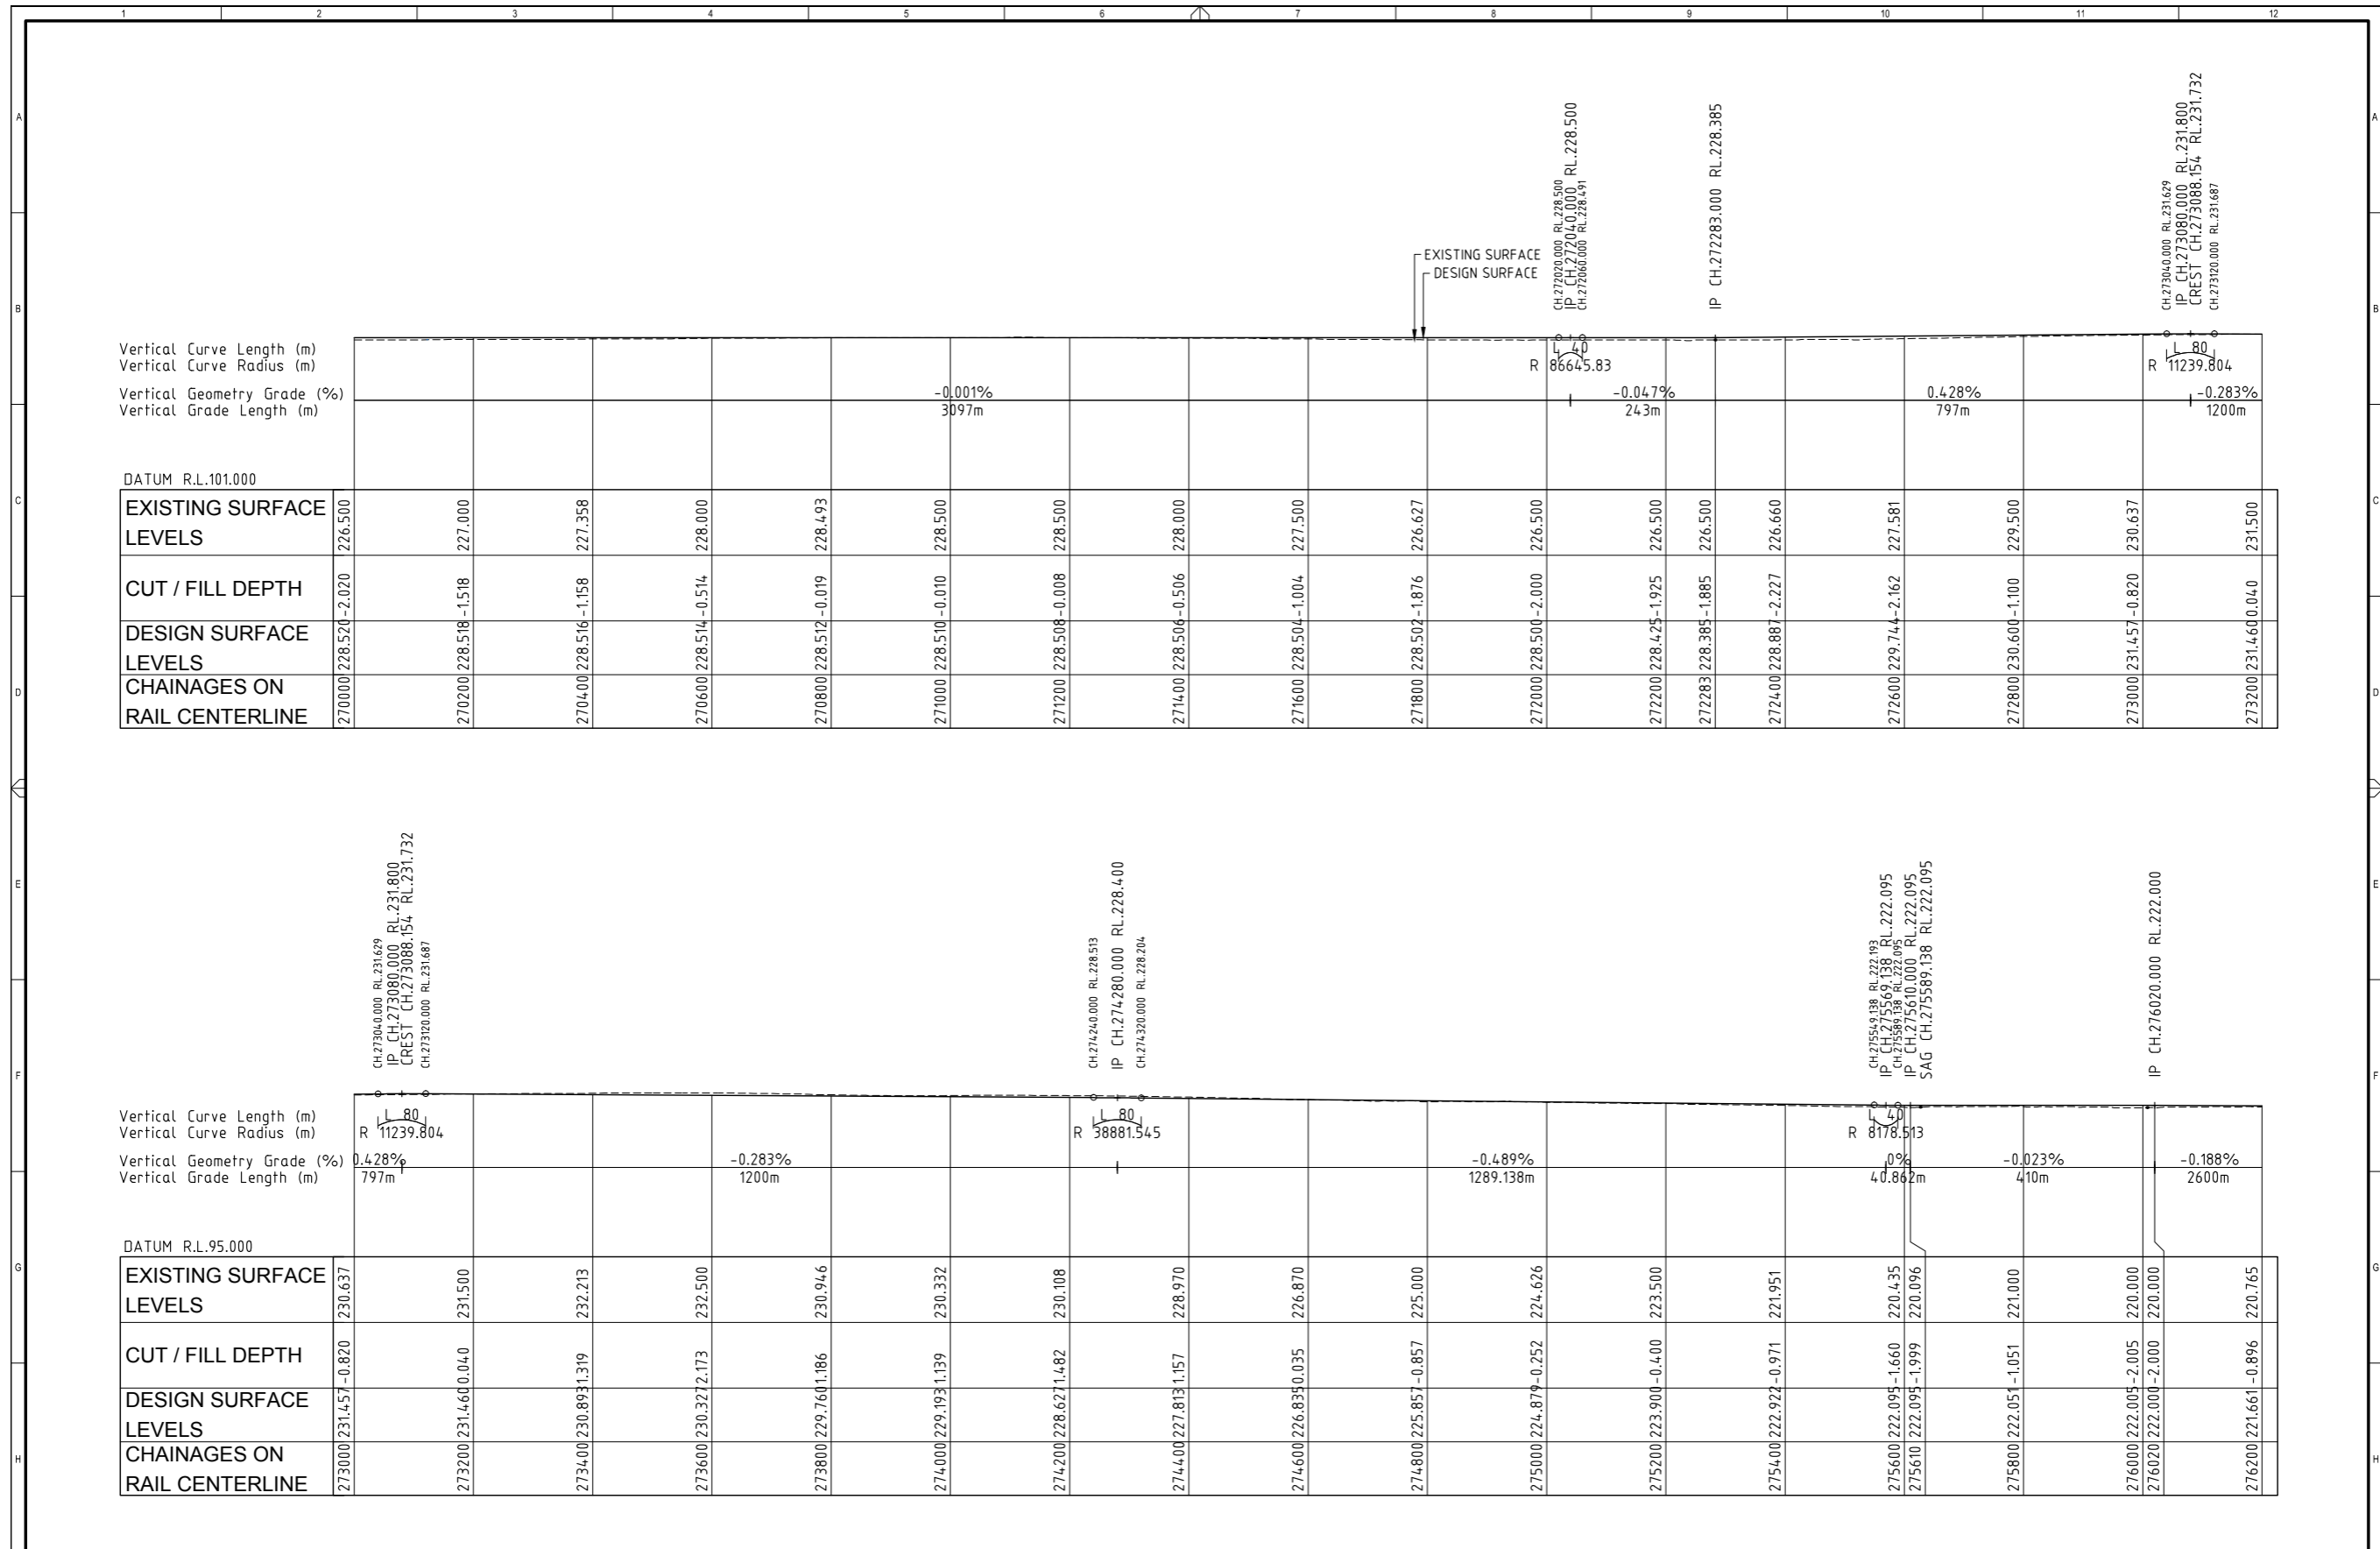 1 2 3 4 5 6 7 8 9 10 11 12
A A
B B
C C
D D
E E
F F
G G
H H
CH.272020.000 RL.228.500
IP CH.272040.000 RL.228.500
CH.272060.000 RL.228.491
IP CH.272283.000 RL.228.385
CH.273040.000 RL.231.629
IP CH.273080.000 RL.231.800
CREST CH.273088.154 RL.231.732
CH.273120.000 RL.231.687
EXISTING SURFACE
DESIGN SURFACE
Vertical Curve Length (m) L 40 L 80
Vertical Curve Radius (m) R 86645.83 R 11239.804
Vertical Geometry Grade (%) -0.001% -0.047% 0.428% -0.283%
Vertical Grade Length (m) 3097m 243m 797m 1200m
DATUM R.L.101.000
EXISTING SURFACE LEVELS 226.500 227.000 227.358 228.000 228.493 228.500 228.500 228.000 227.500 226.627 226.500 226.500 226.500 226.660 227.581 229.500 230.637 231.500
CUT / FILL DEPTH -2.020 -1.518 -1.158 -0.514 -0.019 -0.010 -0.008 -0.506 -1.004 -1.876 -2.000 -1.925 -1.885 -2.227 -2.162 -1.100 -0.820 0.040
DESIGN SURFACE LEVELS 228.520 228.518 228.516 228.514 228.512 228.510 228.508 228.506 228.504 228.502 228.500 228.425 228.385 228.887 229.744 230.600 231.457 231.460
CHAINAGES ON RAIL CENTERLINE 270000 270200 270400 270600 270800 271000 271200 271400 271600 271800 272000 272200 272283 272400 272600 272800 273000 273200
CH.273040.000 RL.231.629
IP CH.273080.000 RL.231.800
CREST CH.273088.154 RL.231.732
CH.273120.000 RL.231.687
CH.274240.000 RL.228.513
IP CH.274280.000 RL.228.400
CH.274320.000 RL.228.204
CH.275549.138 RL.222.193
IP CH.275569.138 RL.222.095
CH.275589.138 RL.222.095
IP CH.275610.000 RL.222.095
SAG CH.275589.138 RL.222.095
IP CH.276020.000 RL.222.000
Vertical Curve Length (m) L 80 L 80 L 40
Vertical Curve Radius (m) R 11239.804 R 38881.545 R 8178.513
Vertical Geometry Grade (%) 0.428% -0.283% -0.489% 0% -0.023% -0.188%
Vertical Grade Length (m) 797m 1200m 1289.138m 40.862m 410m 2600m
DATUM R.L.95.000
EXISTING SURFACE LEVELS 230.637 231.500 232.213 232.500 230.946 230.332 230.108 228.970 226.870 225.000 224.626 223.500 221.951 220.435 220.096 221.000 220.000 220.000 220.765
CUT / FILL DEPTH -0.820 0.040 1.319 2.173 1.186 1.139 1.482 1.157 0.035 -0.857 -0.252 -0.400 -0.971 -1.660 -1.999 -1.051 -2.005 -2.000 -0.896
DESIGN SURFACE LEVELS 231.457 231.460 230.893 230.327 229.760 229.193 228.627 227.813 226.835 225.857 224.879 223.900 222.922 222.095 222.095 222.051 222.005 222.000 221.661
CHAINAGES ON RAIL CENTERLINE 273000 273200 273400 273600 273800 274000 274200 274400 274600 274800 275000 275200 275400 275600 275610 275800 276000 276020 276200